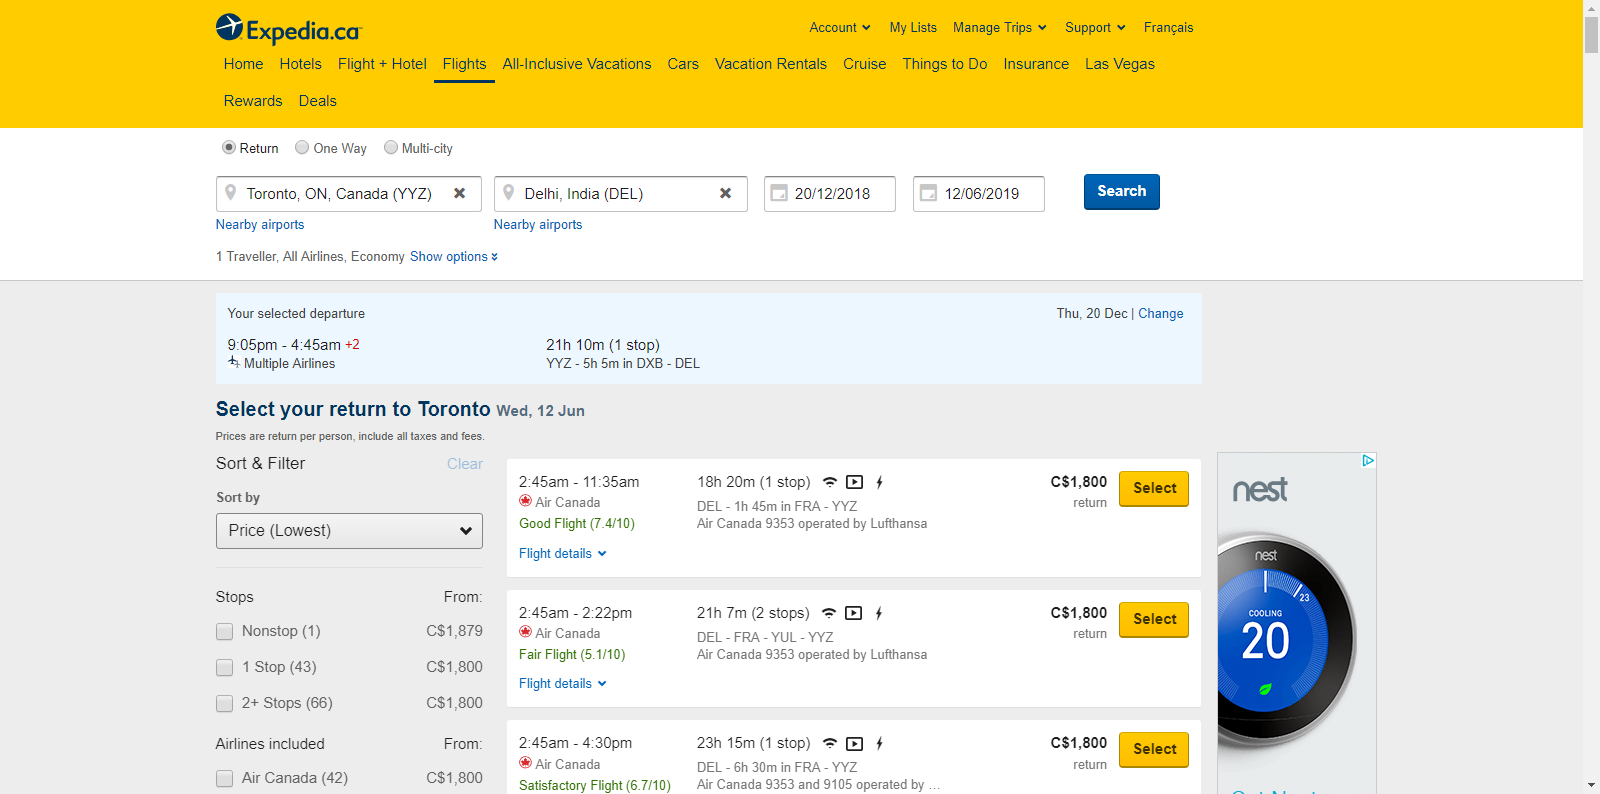 Expedia.ca
Account My Lists Manage Trips Support Français
Home Hotels Flight + Hotel Flights All-Inclusive Vacations Cars Vacation Rentals Cruise Things to Do Insurance Las Vegas
Rewards Deals
Return One Way Multi-city
Toronto, ON, Canada (YYZ) Delhi, India (DEL) 20/12/2018 12/06/2019 Search
Nearby airports Nearby airports
1 Traveller, All Airlines, Economy Show options
Your selected departure Thu, 20 Dec | Change
9:05pm - 4:45am +2 21h 10m (1 stop)
Multiple Airlines YYZ - 5h 5m in DXB - DEL
Select your return to Toronto Wed, 12 Jun
Prices are return per person, include all taxes and fees.
Sort & Filter Clear
Sort by
Price (Lowest)
Stops From:
Nonstop (1) C$1,879
1 Stop (43) C$1,800
2+ Stops (66) C$1,800
Airlines included From:
Air Canada (42) C$1,800
2:45am - 11:35am 18h 20m (1 stop) C$1,800 Select
Air Canada DEL - 1h 45m in FRA - YYZ return
Good Flight (7.4/10) Air Canada 9353 operated by Lufthansa
Flight details
2:45am - 2:22pm 21h 7m (2 stops) C$1,800 Select
Air Canada DEL - FRA - YUL - YYZ return
Fair Flight (5.1/10) Air Canada 9353 operated by Lufthansa
Flight details
2:45am - 4:30pm 23h 15m (1 stop) C$1,800 Select
Air Canada DEL - 6h 30m in FRA - YYZ return
Satisfactory Flight (6.7/10) Air Canada 9353 and 9105 operated by ...
nest
nest
23
COOLING
20